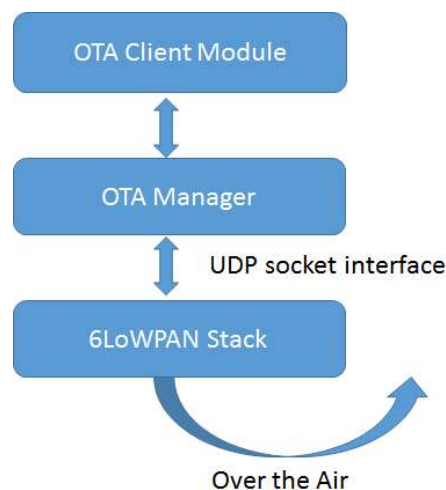 OTA Client Module
OTA Manager
UDP socket interface
6LoWPAN Stack
Over the Air